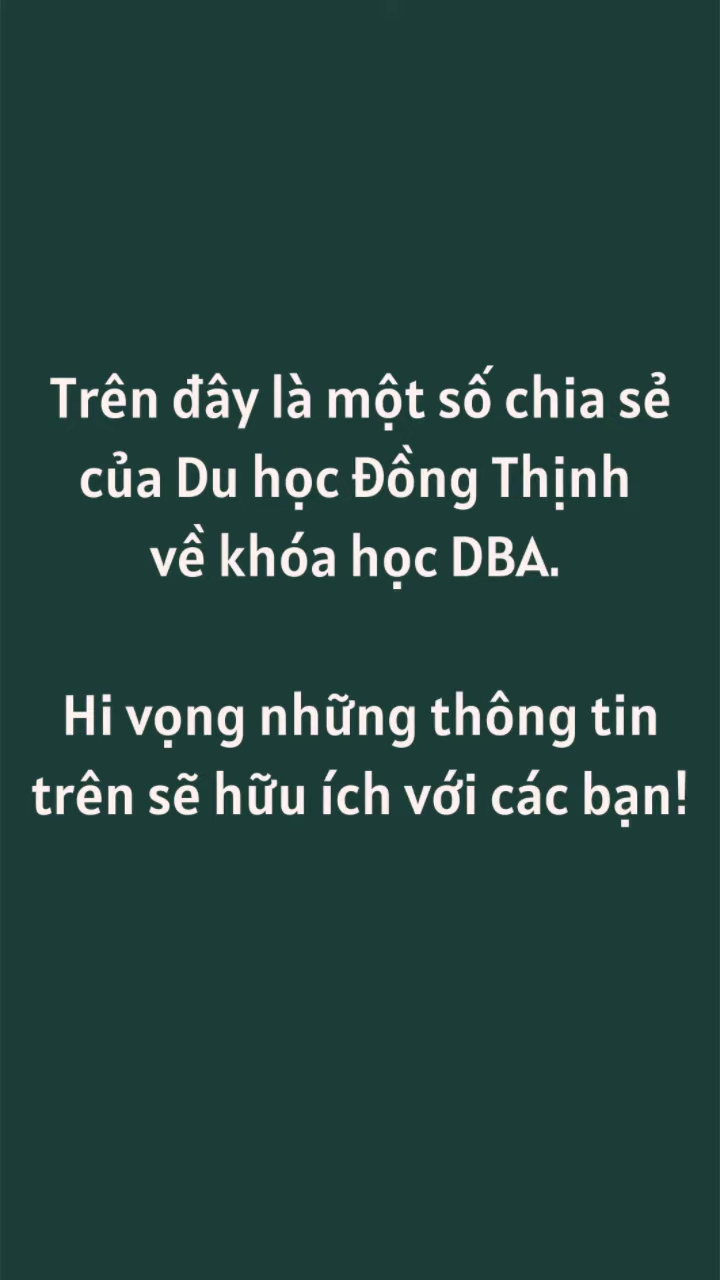 Trên đây là một số chia sẻ
của Du học Đồng Thịnh
về khóa học DBA.
Hi vọng những thông tin
trên sẽ hữu ích với các bạn!